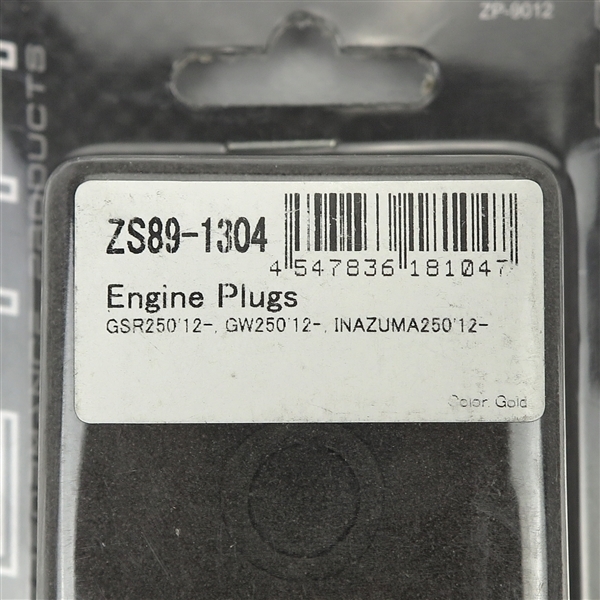 ZP-9012
PRODUCTS
ZS89-1304
4 547836 181047
Engine Plugs
GSR250'12-, GW250'12-, INAZUMA250'12-
Color: Gold